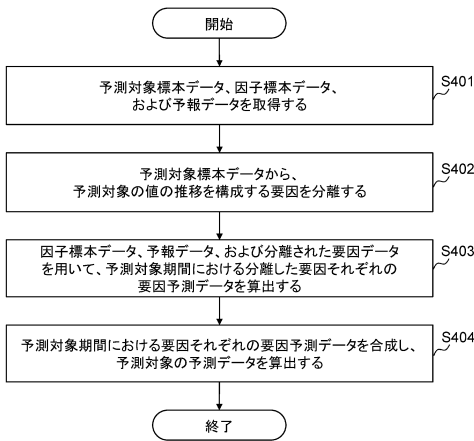 開始
S401
予測対象標本データ、因子標本データ、
および予報データを取得する
S402
予測対象標本データから、
予測対象の値の推移を構成する要因を分離する
S403
因子標本データ、予報データ、および分離された要因データ
を用いて、予測対象期間における分離した要因それぞれの
要因予測データを算出する
S404
予測対象期間における要因それぞれの要因予測データを合成し、
予測対象の予測データを算出する
終了